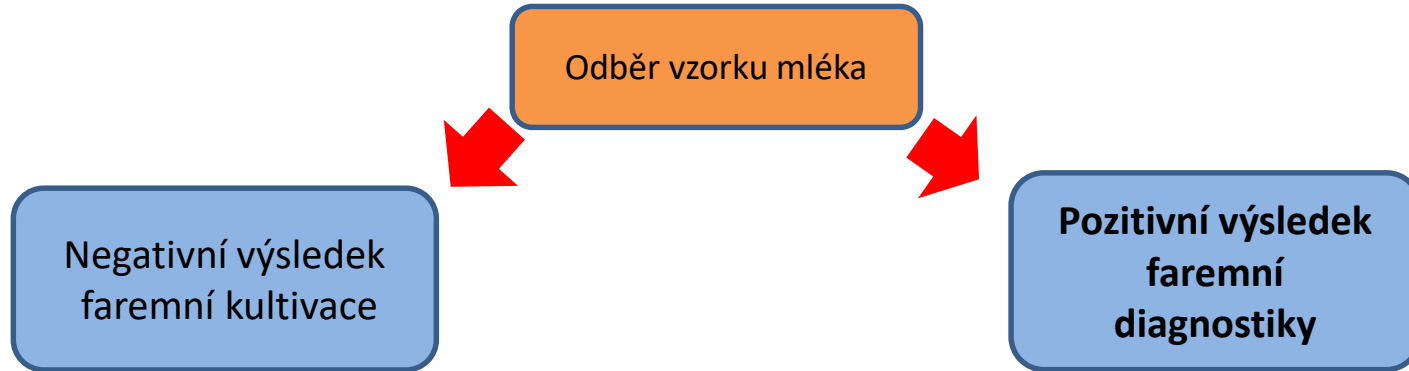 Odběr vzorku mléka
Negativní výsledek
faremní kultivace
Pozitivní výsledek
faremní
diagnostiky